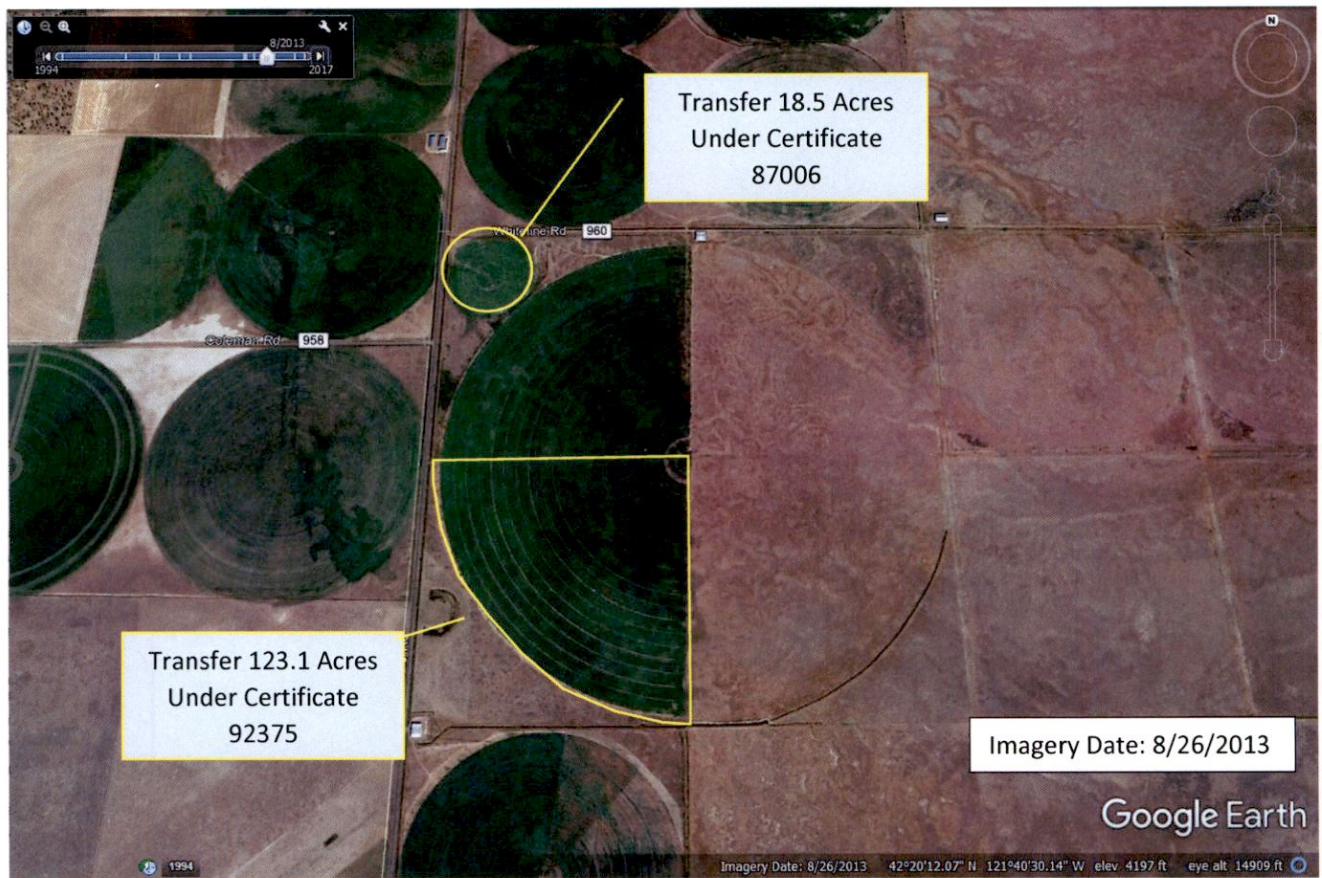 8/2013
1994
2017
N
Transfer 18.5 Acres
Under Certificate
87006
Whiteline Rd 960
Coleman Rd 958
Transfer 123.1 Acres
Under Certificate
92375
Imagery Date: 8/26/2013
Google Earth
1994
Imagery Date: 8/26/2013 42°20'12.07" N 121°40'30.14" W elev 4197 ft eye alt 14909 ft